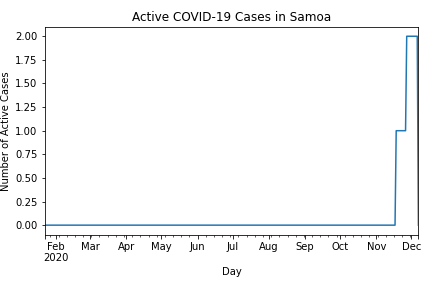 Active COVID-19 Cases in Samoa
Number of Active Cases
2.00
1.75
1.50
1.25
1.00
0.75
0.50
0.25
0.00
Feb Mar Apr May Jun Jul Aug Sep Oct Nov Dec
2020
Day